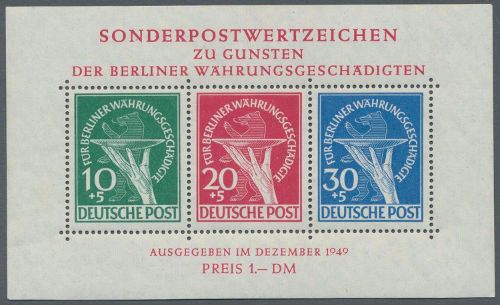 SONDERPOSTWERTZEICHEN
ZU GUNSTEN
DER BERLINER WÄHRUNGSGESCHÄDIGTEN
FÜR BERLINER WÄHRUNGSGESCHÄDIGTE
10
+5
DEUTSCHE POST
FÜR BERLINER WÄHRUNGSGESCHÄDIGTE
20
+5
DEUTSCHE POST
FÜR BERLINER WÄHRUNGSGESCHÄDIGTE
30
+5
DEUTSCHE POST
AUSGEGEBEN IM DEZEMBER 1949
PREIS 1.– DM